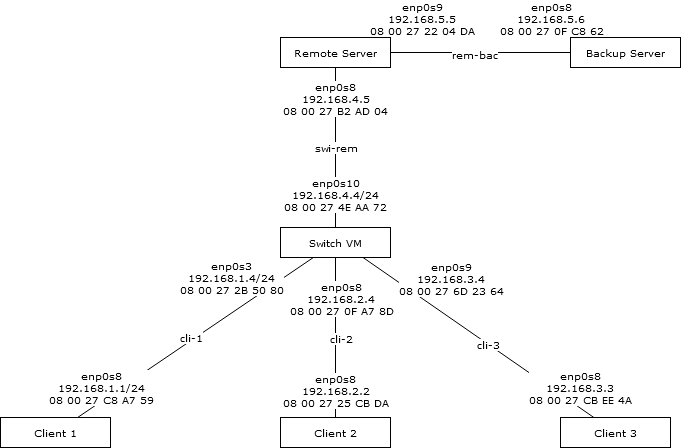 enp0s9
192.168.5.5
08 00 27 22 04 DA
enp0s8
192.168.5.6
08 00 27 0F C8 62
Remote Server
rem-bac
Backup Server
enp0s8
192.168.4.5
08 00 27 B2 AD 04
swi-rem
enp0s10
192.168.4.4/24
08 00 27 4E AA 72
Switch VM
enp0s3
192.168.1.4/24
08 00 27 2B 50 80
enp0s8
192.168.2.4
08 00 27 0F A7 8D
enp0s9
192.168.3.4
08 00 27 6D 23 64
cli-1
cli-2
cli-3
enp0s8
192.168.1.1/24
08 00 27 C8 A7 59
enp0s8
192.168.2.2
08 00 27 25 CB DA
enp0s8
192.168.3.3
08 00 27 CB EE 4A
Client 1
Client 2
Client 3